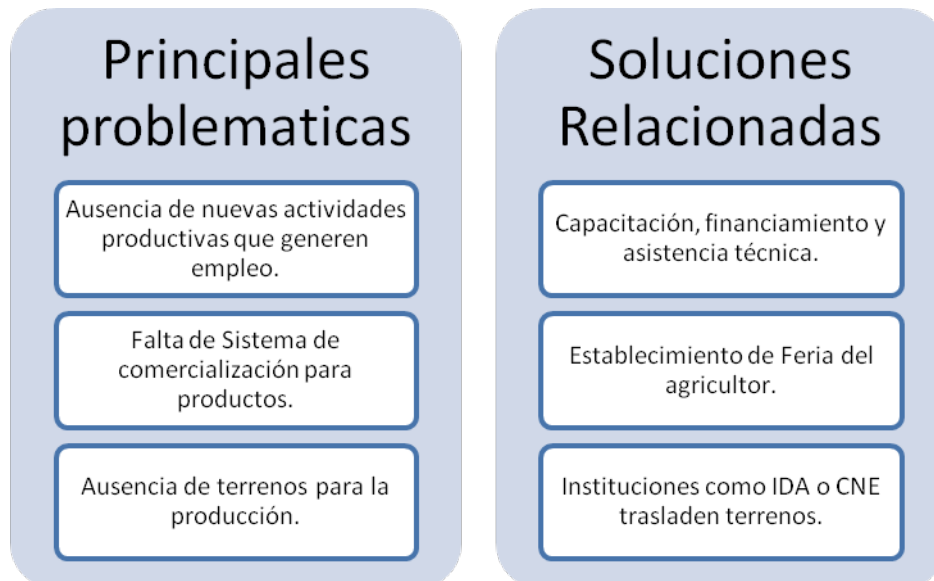 Principales
problematicas
Ausencia de nuevas actividades
productivas que generen
empleo.
Falta de Sistema de
comercialización para
productos.
Ausencia de terrenos para la
producción.
Soluciones
Relacionadas
Capacitación, financiamiento y
asistencia técnica.
Establecimiento de Feria del
agricultor.
Instituciones como IDA o CNE
trasladen terrenos.